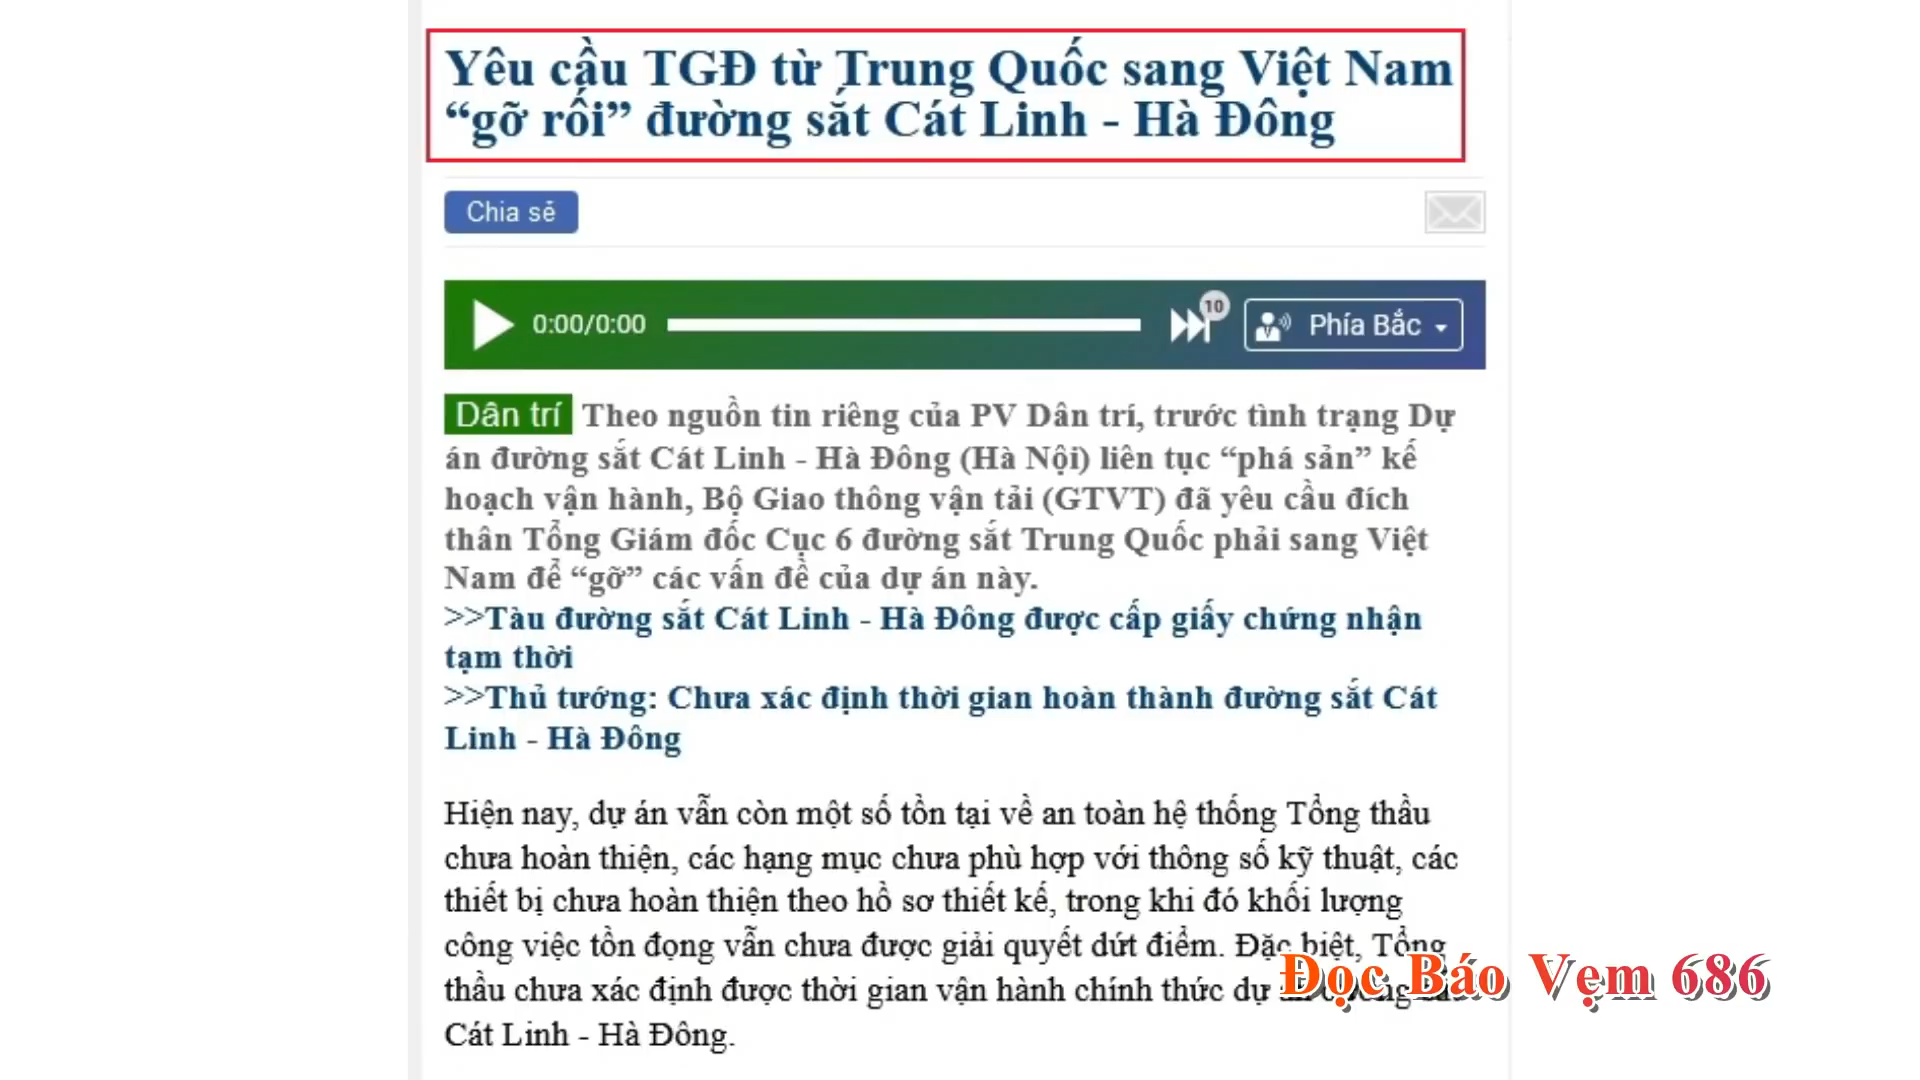 Yêu cầu TGĐ từ Trung Quốc sang Việt Nam
“gỡ rối” đường sắt Cát Linh - Hà Đông
Chia sẻ
0:00/0:00
10
Phía Bắc
Dân trí Theo nguồn tin riêng của PV Dân trí, trước tình trạng Dự
án đường sắt Cát Linh - Hà Đông (Hà Nội) liên tục “phá sản” kế
hoạch vận hành, Bộ Giao thông vận tải (GTVT) đã yêu cầu đích
thân Tổng Giám đốc Cục 6 đường sắt Trung Quốc phải sang Việt
Nam để “gỡ” các vấn đề của dự án này.
>>Tàu đường sắt Cát Linh - Hà Đông được cấp giấy chứng nhận
tạm thời
>>Thủ tướng: Chưa xác định thời gian hoàn thành đường sắt Cát
Linh - Hà Đông
Hiện nay, dự án vẫn còn một số tồn tại về an toàn hệ thống Tổng thầu
chưa hoàn thiện, các hạng mục chưa phù hợp với thông số kỹ thuật, các
thiết bị chưa hoàn thiện theo hồ sơ thiết kế, trong khi đó khối lượng
công việc tồn đọng vẫn chưa được giải quyết dứt điểm. Đặc biệt, Tổng
thầu chưa xác định được thời gian vận hành chính thức dự
Cát Linh - Hà Đông.
Đọc Báo Vẹm 686